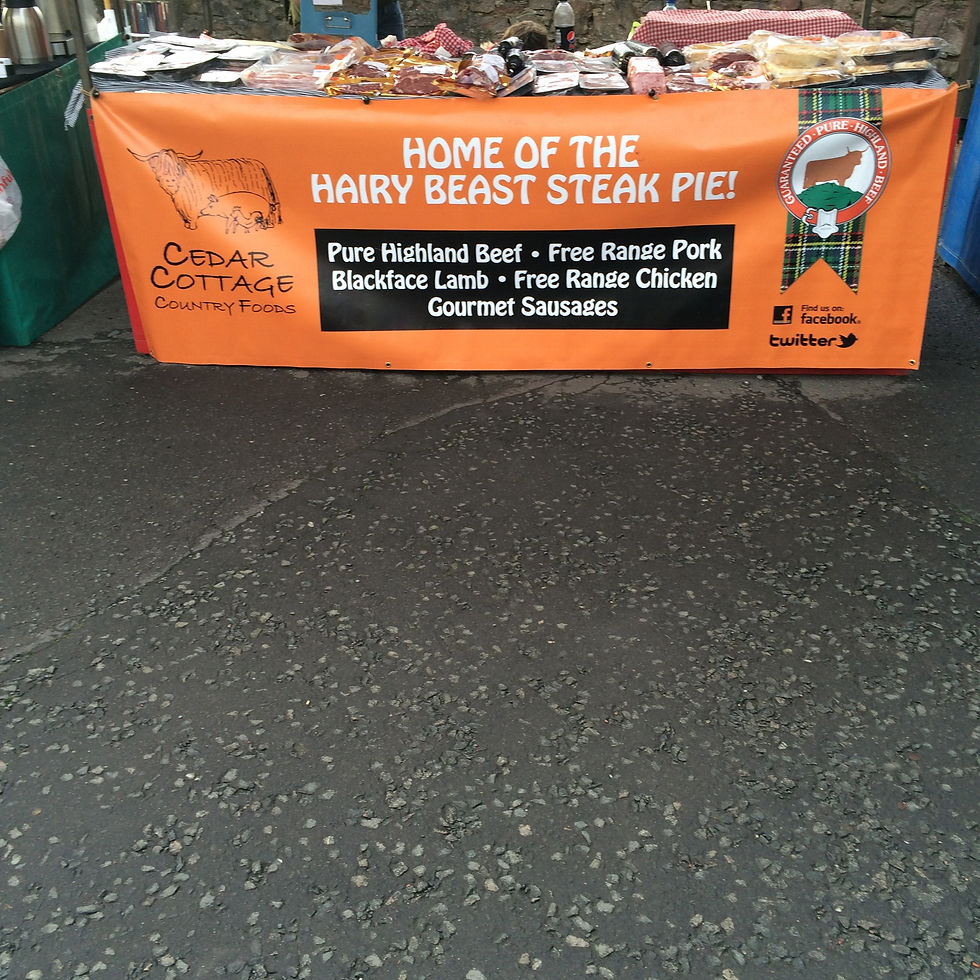 HOME OF THE
HAIRY BEAST STEAK PIE!
CEDAR
COTTAGE
COUNTRY FOODS
Pure Highland Beef • Free Range Pork
Blackface Lamb • Free Range Chicken
Gourmet Sausages
GUARANTEED · PURE · HIGHLAND · BEEF
f Find us on:
facebook®
twitter